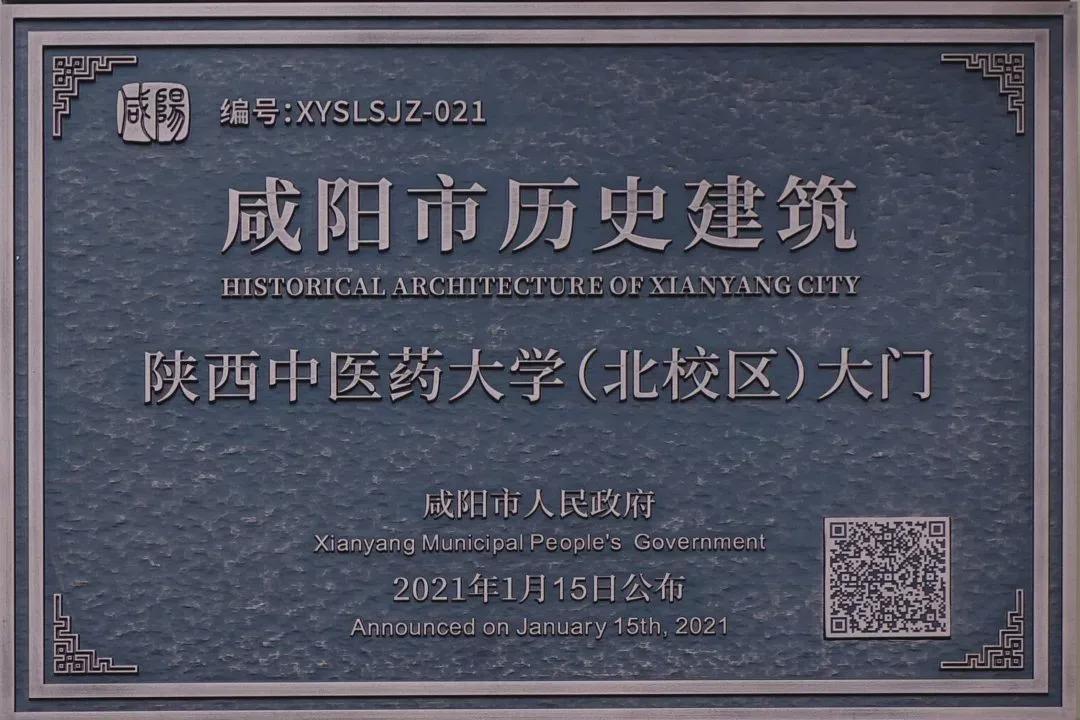 咸陽
编号:XYSLSJZ-021
咸阳市历史建筑
HISTORICAL ARCHITECTURE OF XIANYANG CITY
陕西中医药大学(北校区)大门
咸阳市人民政府
Xianyang Municipal People's Government
2021年1月15日公布
Announced on January 15th, 2021